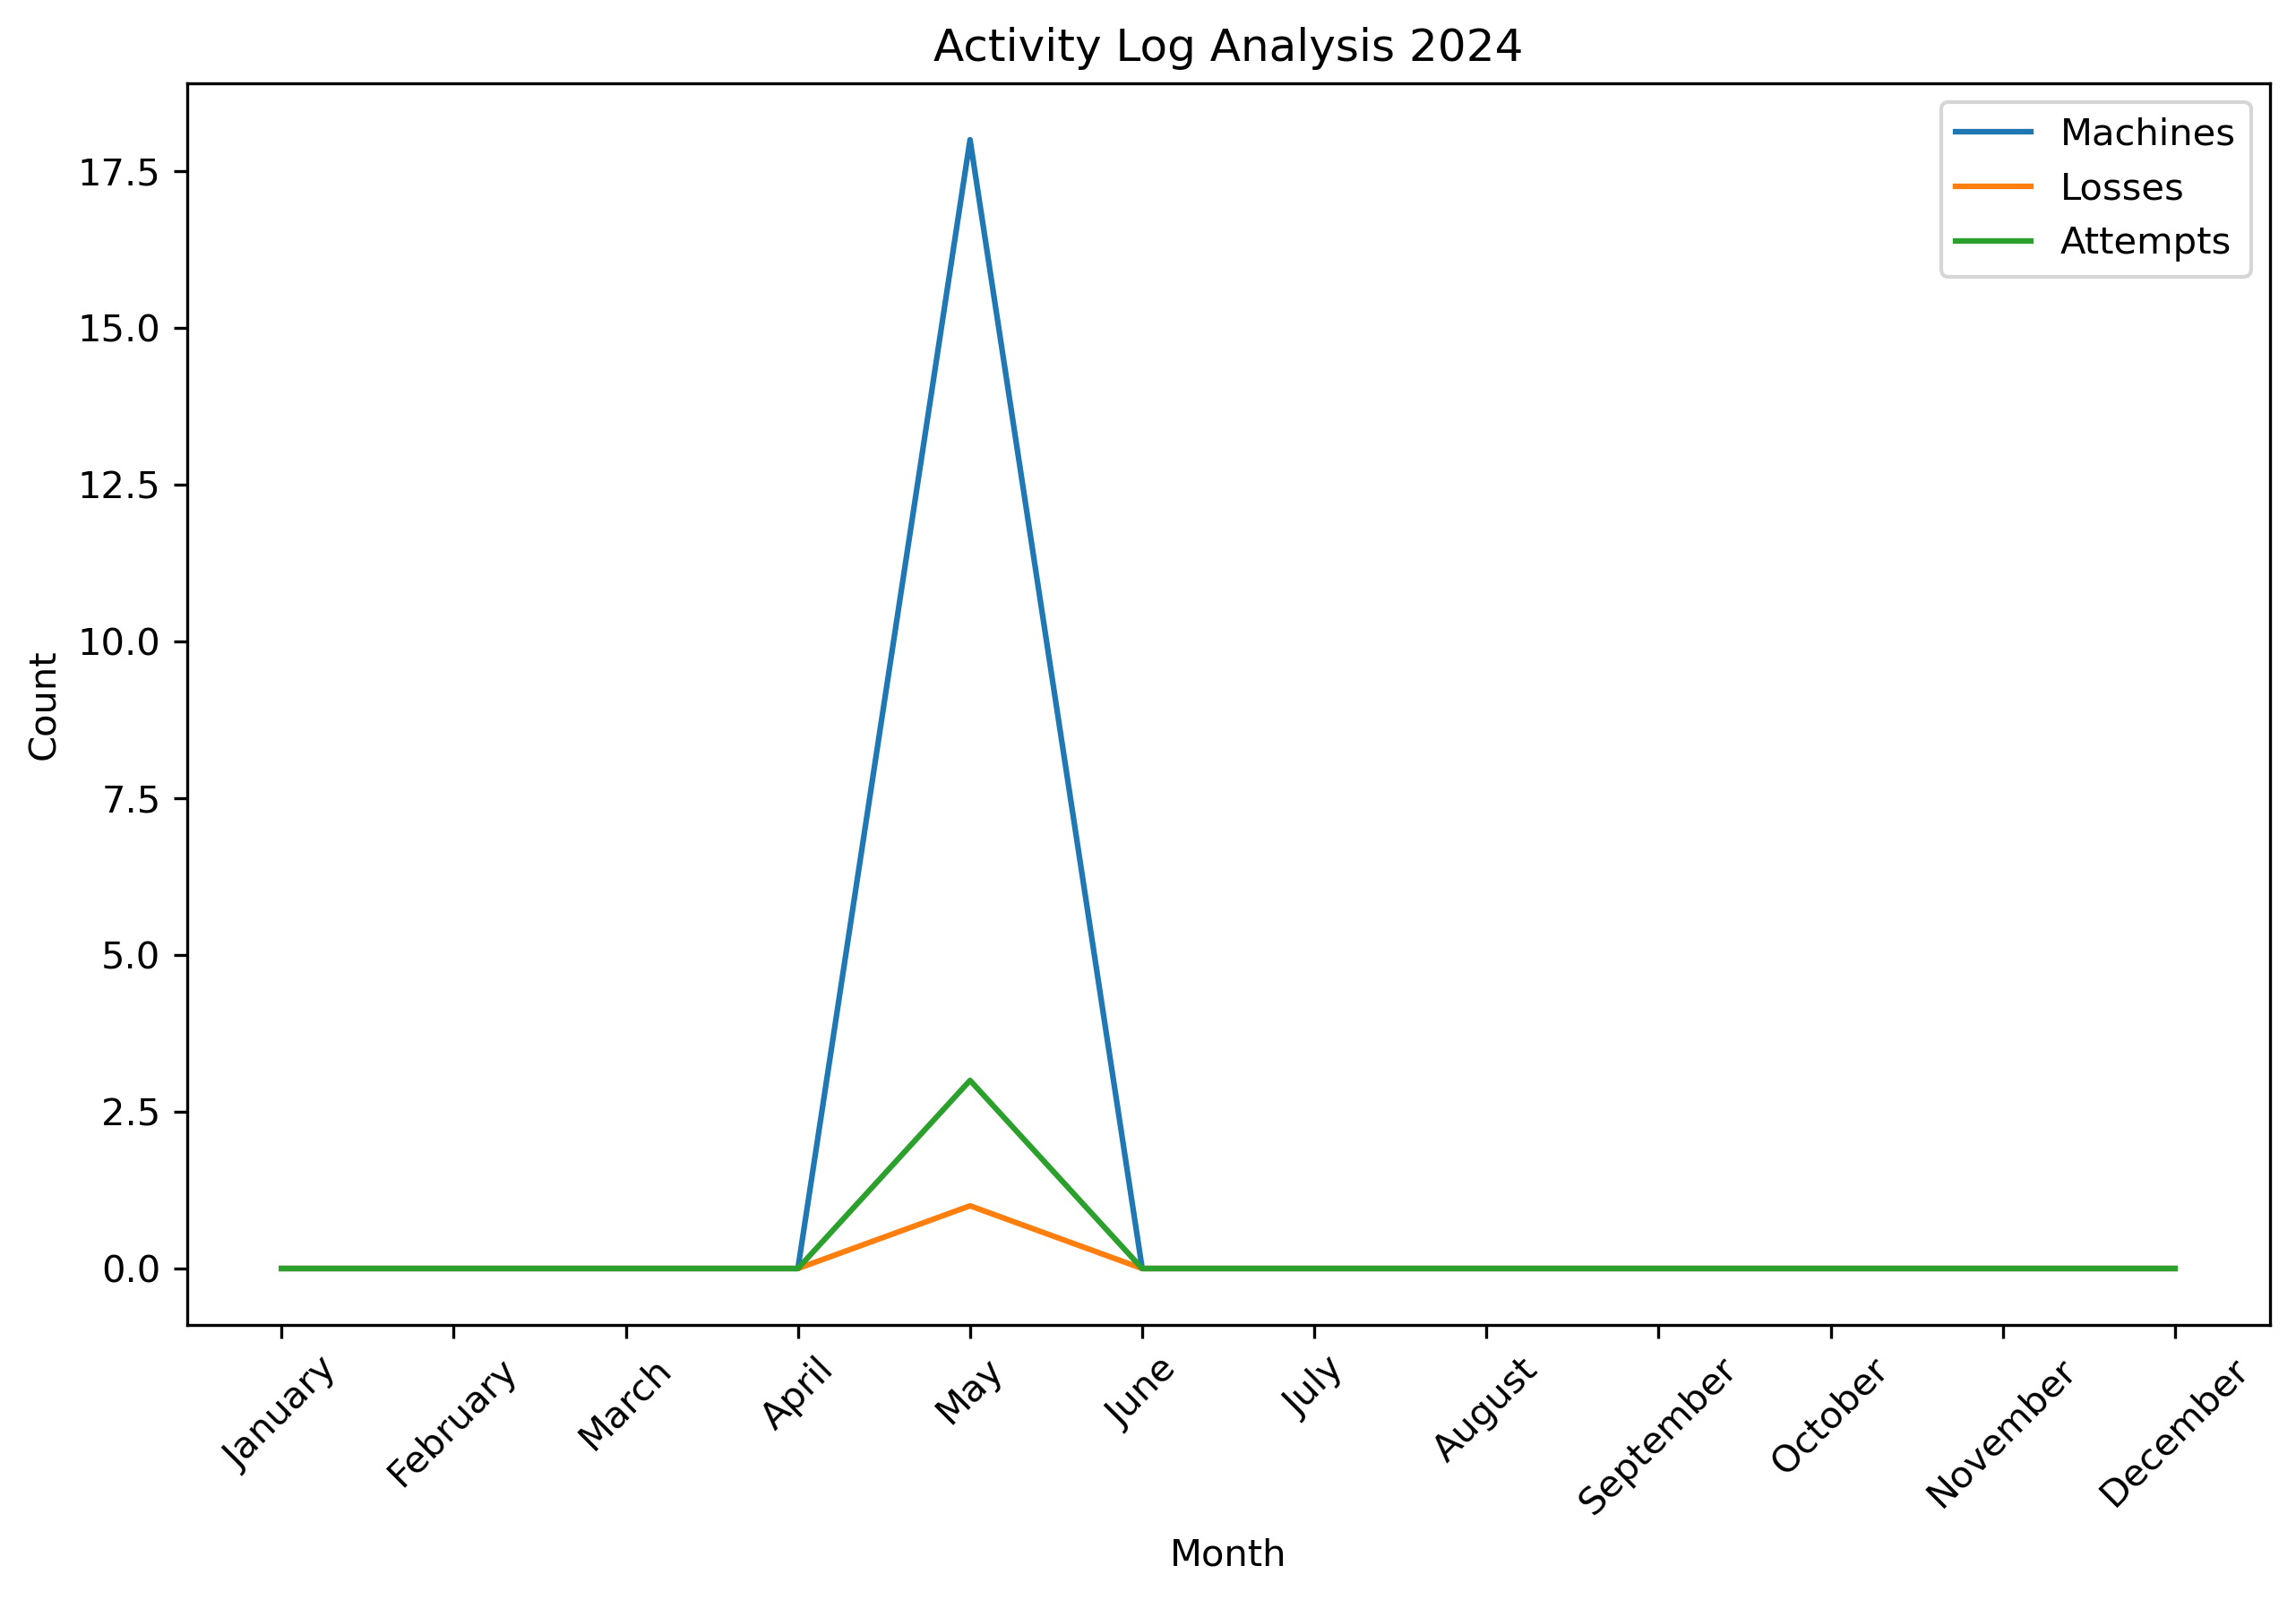 Activity Log Analysis 2024
Machines
Losses
Attempts
Count
17.5
15.0
12.5
10.0
7.5
5.0
2.5
0.0
January
February
March
April
May
June
July
August
September
October
November
December
Month